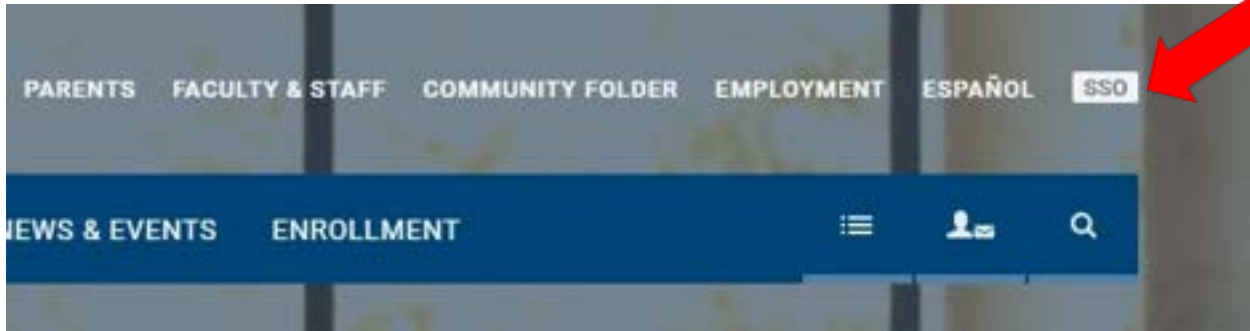 PARENTS FACULTY & STAFF COMMUNITY FOLDER EMPLOYMENT ESPAÑOL SSO
NEWS & EVENTS ENROLLMENT